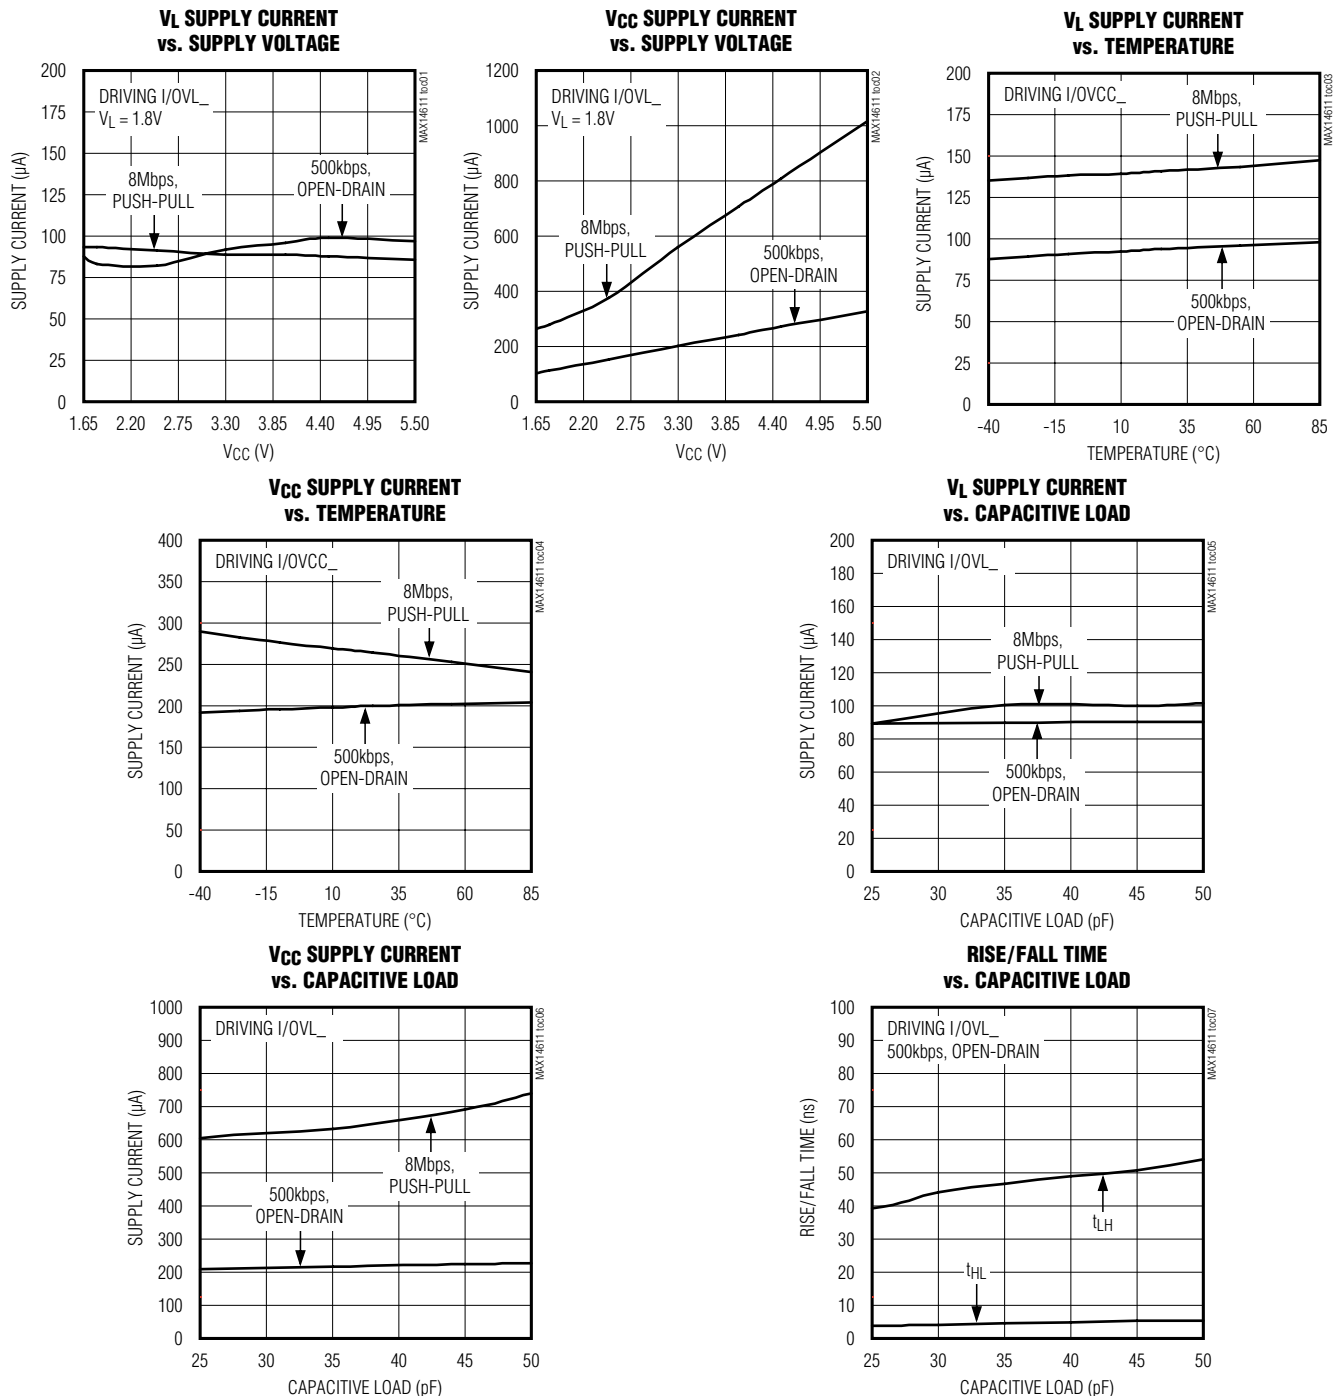 VL SUPPLY CURRENT
vs. SUPPLY VOLTAGE
200
175
150
125
100
75
50
25
0
SUPPLY CURRENT (µA)
DRIVING I/OVL_
VL = 1.8V
8Mbps,
PUSH-PULL
500kbps,
OPEN-DRAIN
MAX14611 toc01
1.65 2.20 2.75 3.30 3.85 4.40 4.95 5.50
VCC (V)
VCC SUPPLY CURRENT
vs. SUPPLY VOLTAGE
1200
1000
800
600
400
200
0
SUPPLY CURRENT (µA)
DRIVING I/OVL_
VL = 1.8V
8Mbps,
PUSH-PULL
500kbps,
OPEN-DRAIN
MAX14611 toc02
1.65 2.20 2.75 3.30 3.85 4.40 4.95 5.50
VCC (V)
VL SUPPLY CURRENT
vs. TEMPERATURE
200
175
150
125
100
75
50
25
0
SUPPLY CURRENT (µA)
DRIVING I/OVCC_
8Mbps,
PUSH-PULL
500kbps,
OPEN-DRAIN
MAX14611 toc03
-40 -15 10 35 60 85
TEMPERATURE (°C)
VCC SUPPLY CURRENT
vs. TEMPERATURE
400
350
300
250
200
150
100
50
0
SUPPLY CURRENT (µA)
DRIVING I/OVCC_
8Mbps,
PUSH-PULL
500kbps,
OPEN-DRAIN
MAX14611 toc04
-40 -15 10 35 60 85
TEMPERATURE (°C)
VL SUPPLY CURRENT
vs. CAPACITIVE LOAD
200
180
160
140
120
100
80
60
40
20
0
SUPPLY CURRENT (µA)
DRIVING I/OVL_
8Mbps,
PUSH-PULL
500kbps,
OPEN-DRAIN
MAX14611 toc05
25 30 35 40 45 50
CAPACITIVE LOAD (pF)
VCC SUPPLY CURRENT
vs. CAPACITIVE LOAD
1000
900
800
700
600
500
400
300
200
100
0
SUPPLY CURRENT (µA)
DRIVING I/OVL_
8Mbps,
PUSH-PULL
500kbps,
OPEN-DRAIN
MAX14611 toc06
25 30 35 40 45 50
CAPACITIVE LOAD (pF)
RISE/FALL TIME
vs. CAPACITIVE LOAD
100
90
80
70
60
50
40
30
20
10
0
RISE/FALL TIME (ns)
DRIVING I/OVL_
500kbps, OPEN-DRAIN
tLH
tHL
MAX14611 toc07
25 30 35 40 45 50
CAPACITIVE LOAD (pF)